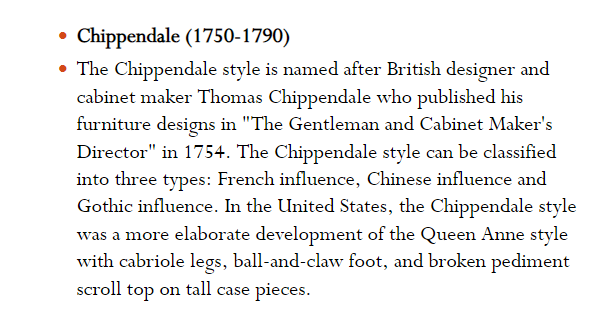 • Chippendale (1750-1790)
• The Chippendale style is named after British designer and
cabinet maker Thomas Chippendale who published his
furniture designs in "The Gentleman and Cabinet Maker's
Director" in 1754. The Chippendale style can be classified
into three types: French influence, Chinese influence and
Gothic influence. In the United States, the Chippendale style
was a more elaborate development of the Queen Anne style
with cabriole legs, ball-and-claw foot, and broken pediment
scroll top on tall case pieces.